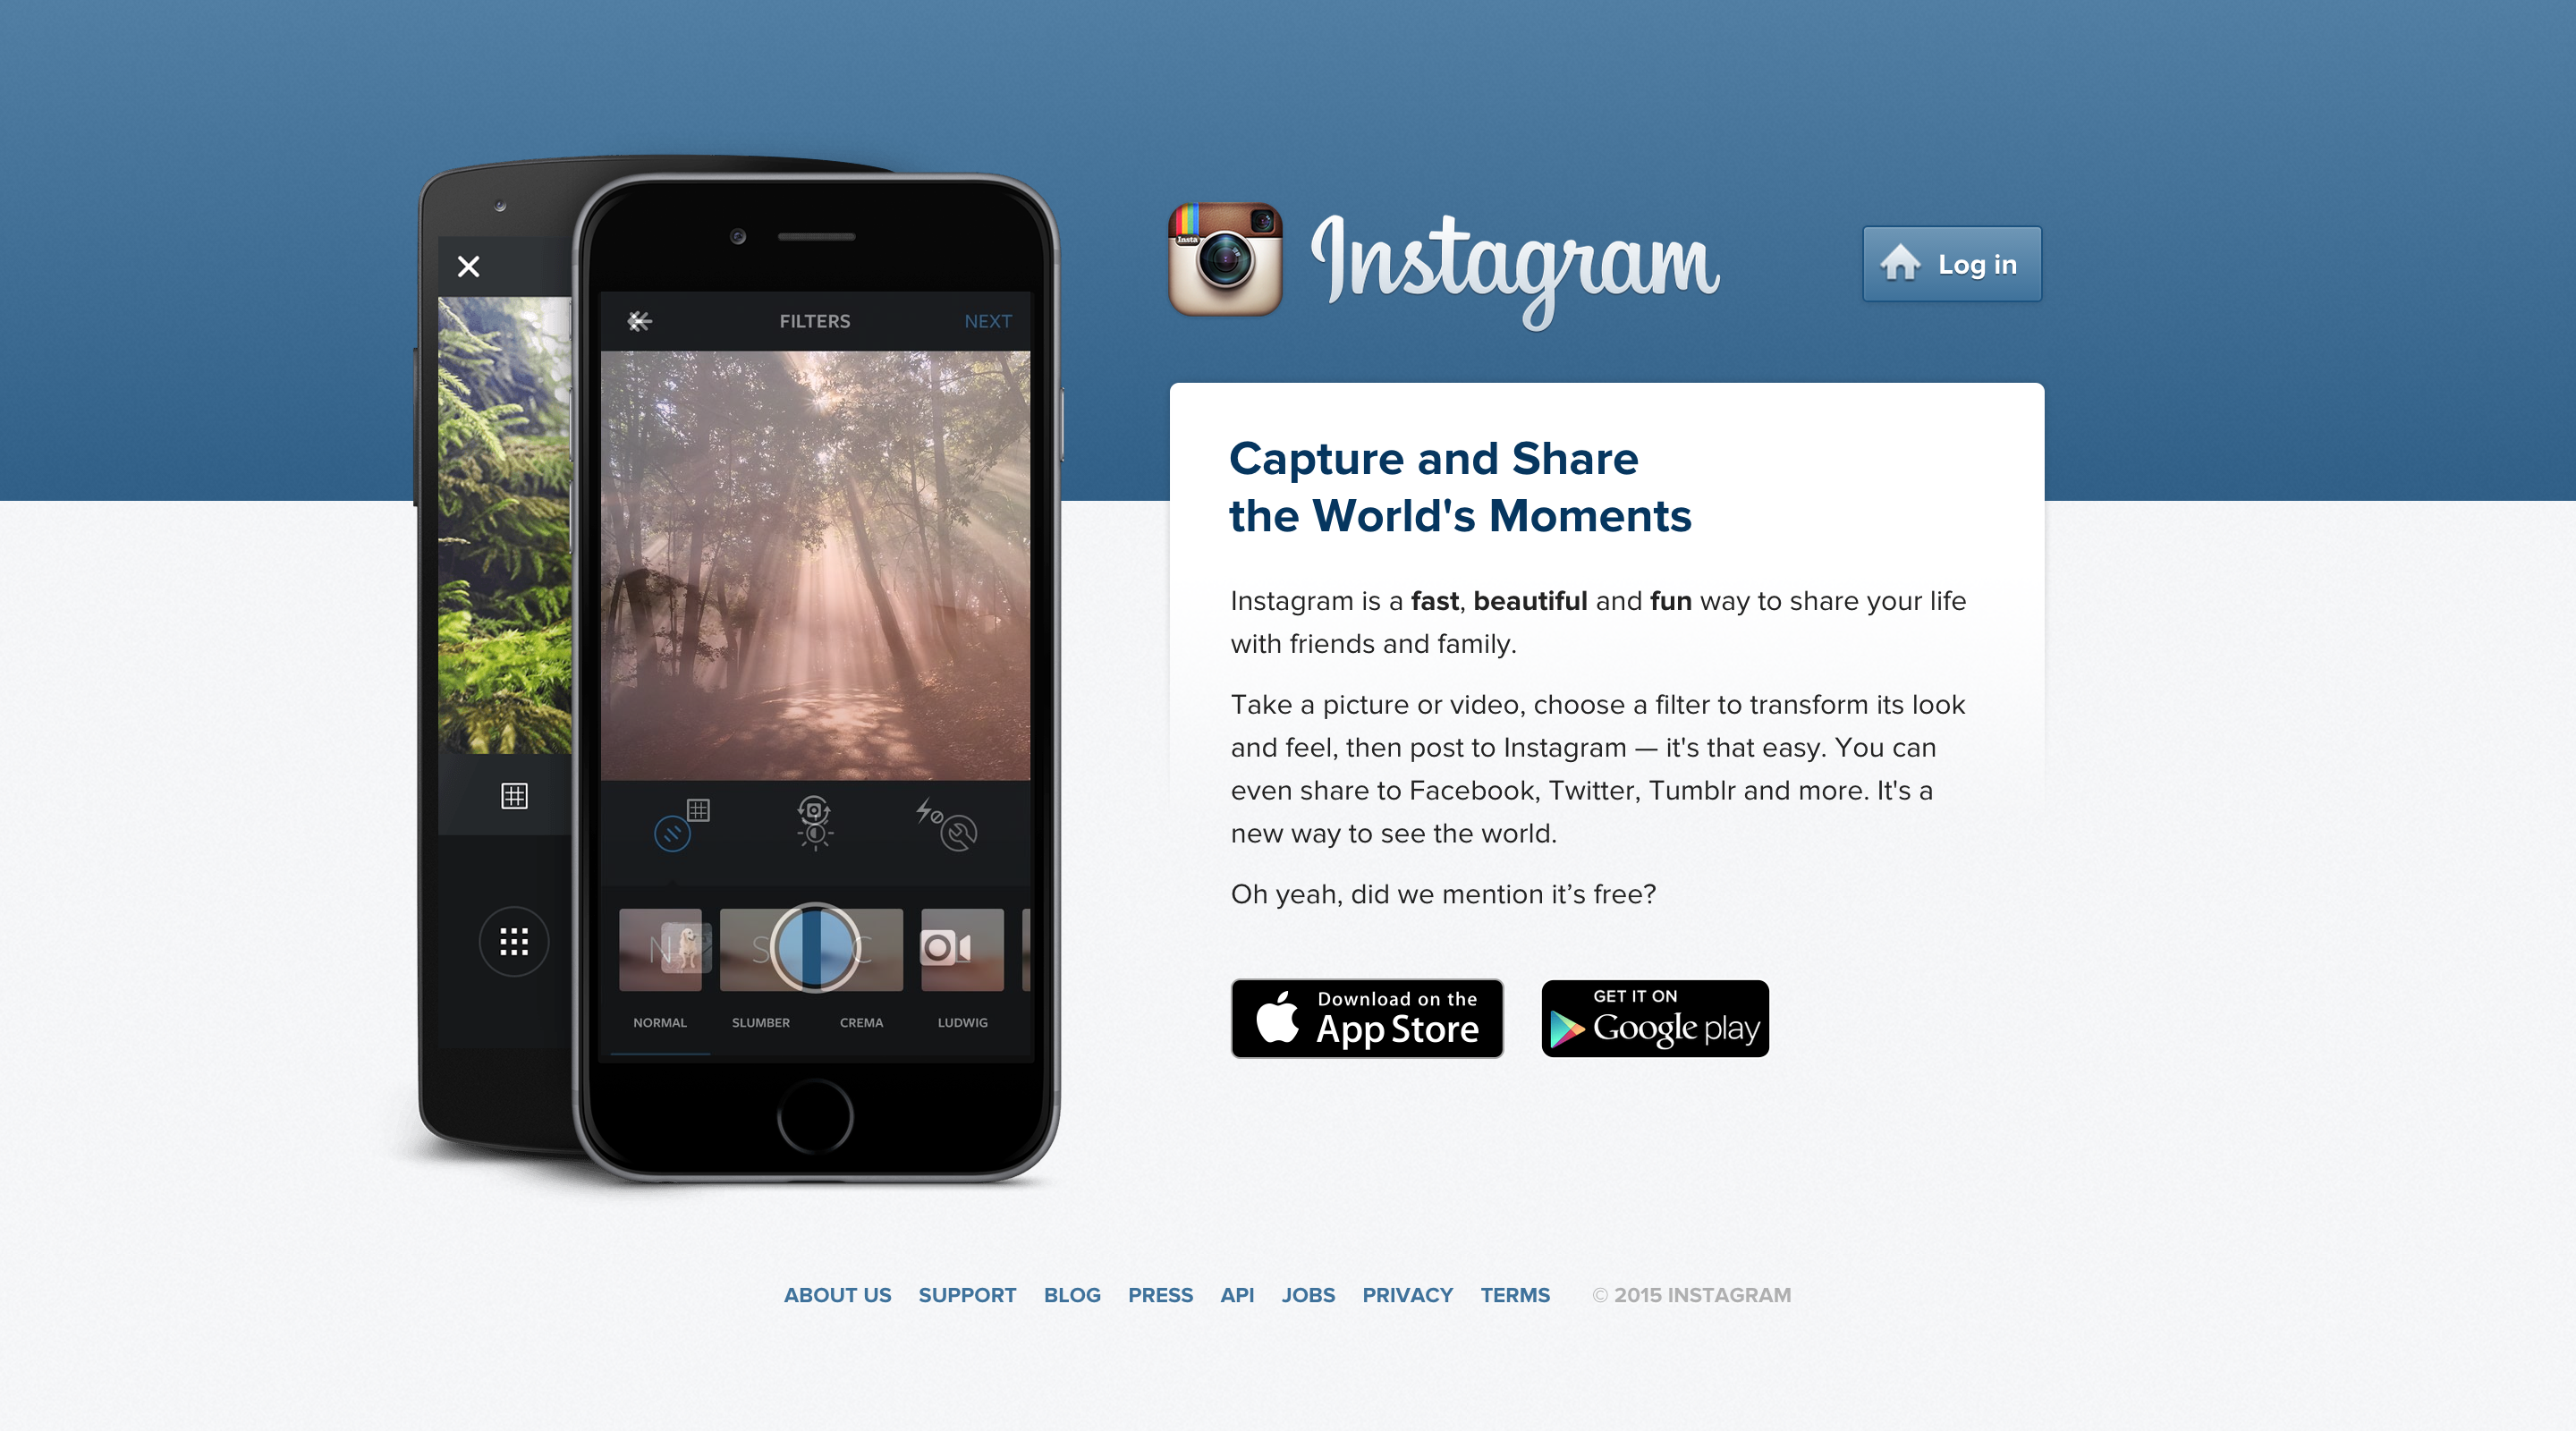 Insta
Instagram
Log in
FILTERS
NEXT
Capture and Share
the World's Moments
Instagram is a fast, beautiful and fun way to share your life
with friends and family.
Take a picture or video, choose a filter to transform its look
and feel, then post to Instagram — it's that easy. You can
even share to Facebook, Twitter, Tumblr and more. It's a
new way to see the world.
Oh yeah, did we mention it’s free?
N S C L
NORMAL SLUMBER CREMA LUDWIG
Download on the
App Store
GET IT ON
Google play
ABOUT US SUPPORT BLOG PRESS API JOBS PRIVACY TERMS © 2015 INSTAGRAM